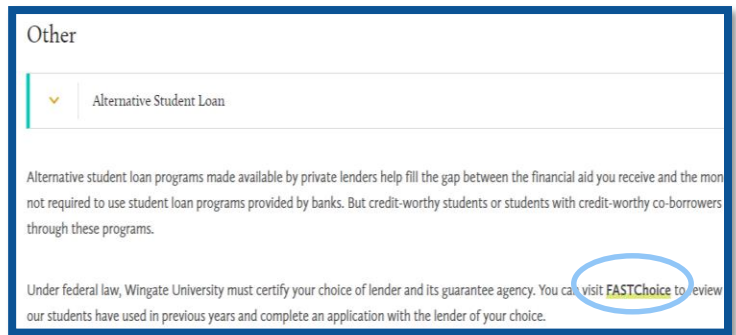 Other
Alternative Student Loan
Alternative student loan programs made available by private lenders help fill the gap between the financial aid you receive and the mon
not required to use student loan programs provided by banks. But credit-worthy students or students with credit-worthy co-borrowers
through these programs.
Under federal law, Wingate University must certify your choice of lender and its guarantee agency. You can visit FASTChoice to review
our students have used in previous years and complete an application with the lender of your choice.